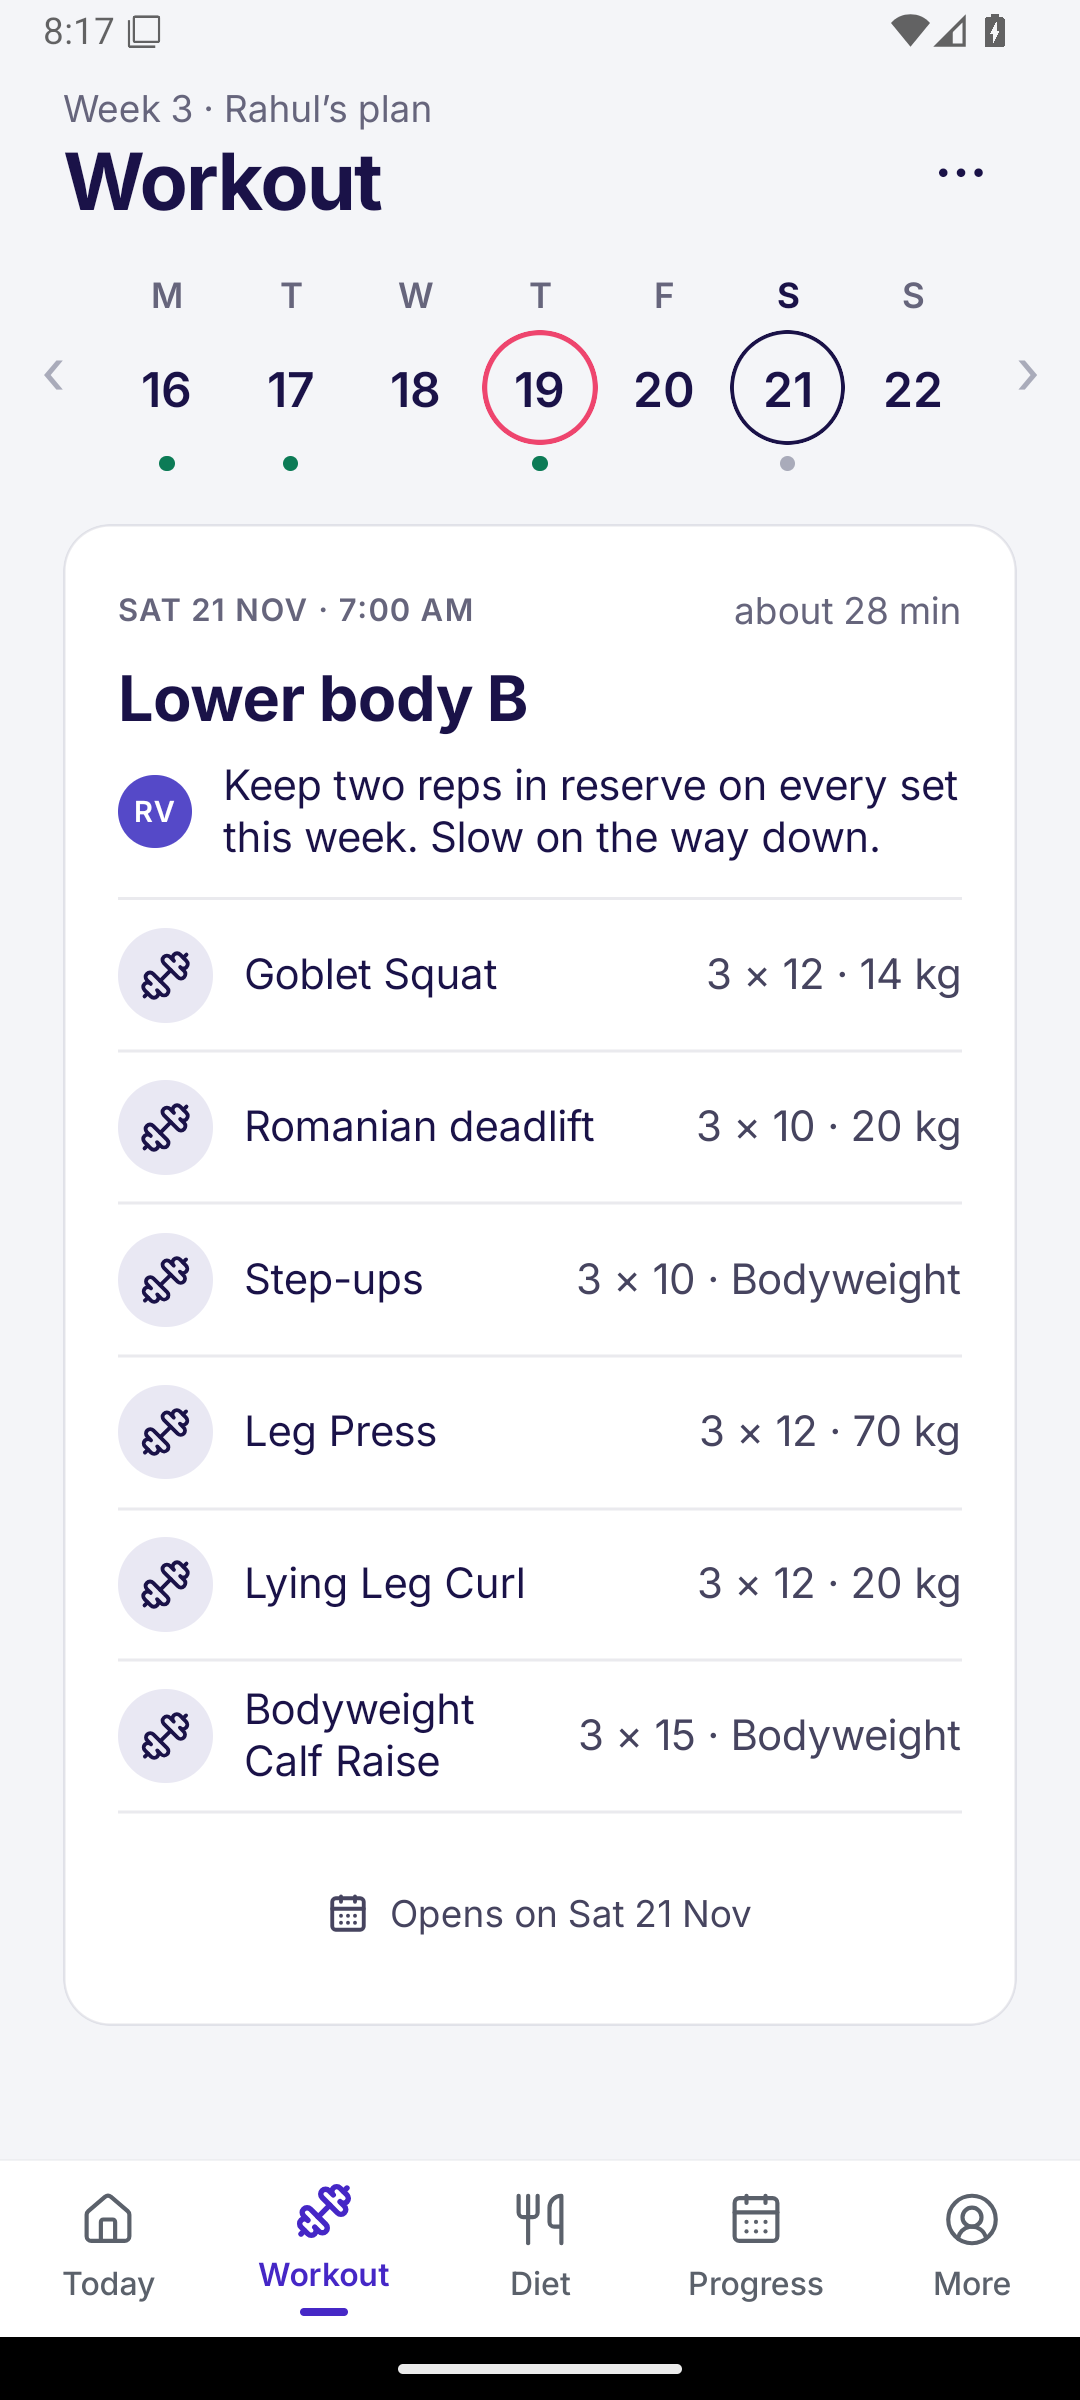 8:17
Week 3 · Rahul’s plan
Workout
M T W T F S S
16 17 18 19 20 21 22
SAT 21 NOV · 7:00 AM about 28 min
Lower body B
RV
Keep two reps in reserve on every set
this week. Slow on the way down.
Goblet Squat 3 × 12 · 14 kg
Romanian deadlift 3 × 10 · 20 kg
Step-ups 3 × 10 · Bodyweight
Leg Press 3 × 12 · 70 kg
Lying Leg Curl 3 × 12 · 20 kg
Bodyweight
Calf Raise
3 × 15 · Bodyweight
Opens on Sat 21 Nov
Today Workout Diet Progress More